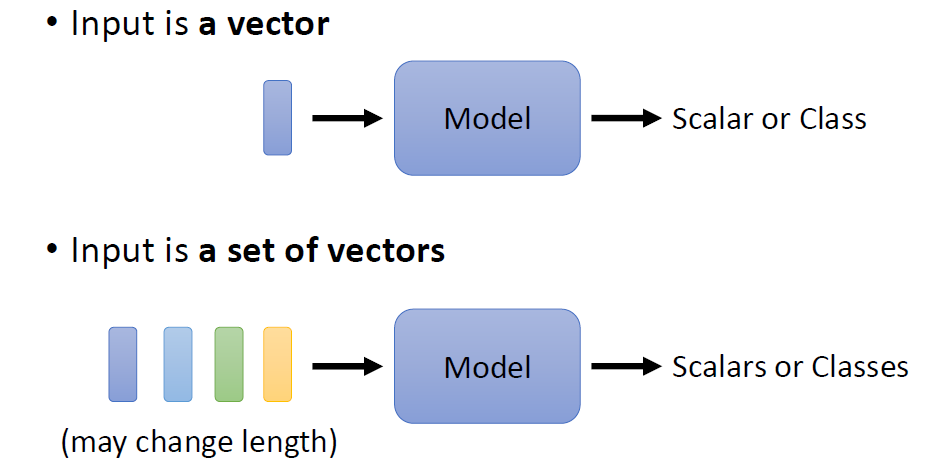 • Input is a vector
Model
Scalar or Class
• Input is a set of vectors
Model
Scalars or Classes
(may change length)